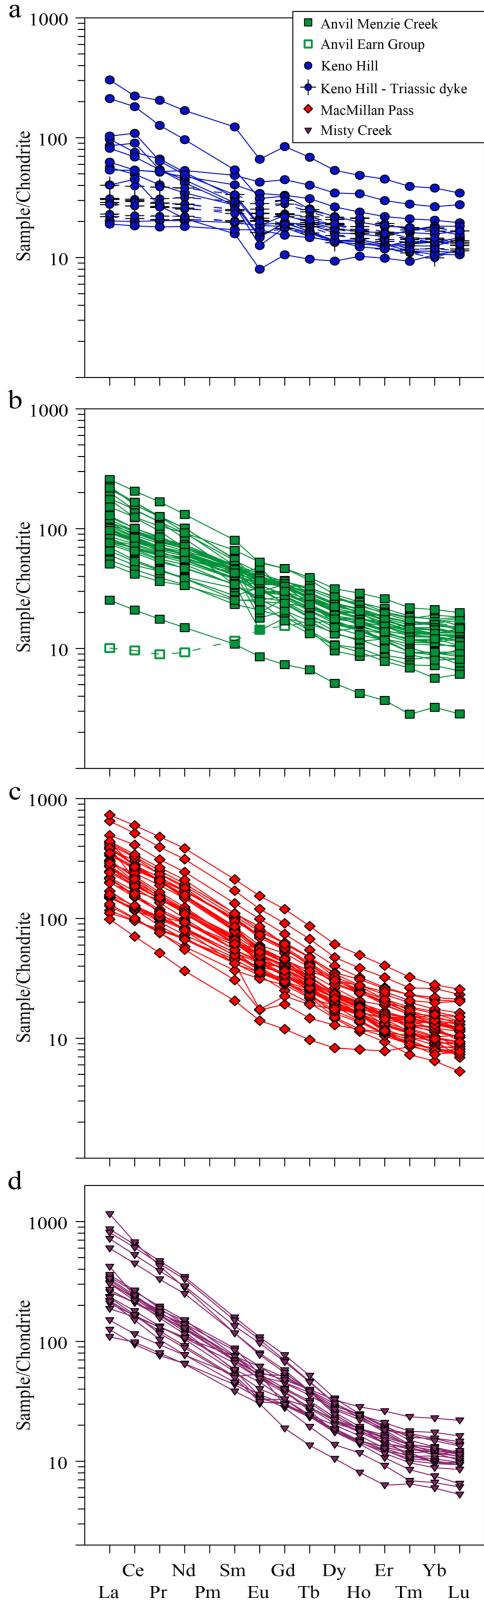 a
1000
100
10
Sample/Chondrite
Anvil Menzie Creek
Anvil Earn Group
Keno Hill
Keno Hill - Triassic dyke
MacMillan Pass
Misty Creek
b
1000
100
10
Sample/Chondrite
c
1000
100
10
Sample/Chondrite
d
1000
100
10
Sample/Chondrite
Ce Nd Sm Gd Dy Er Yb
La Pr Pm Eu Tb Ho Tm Lu